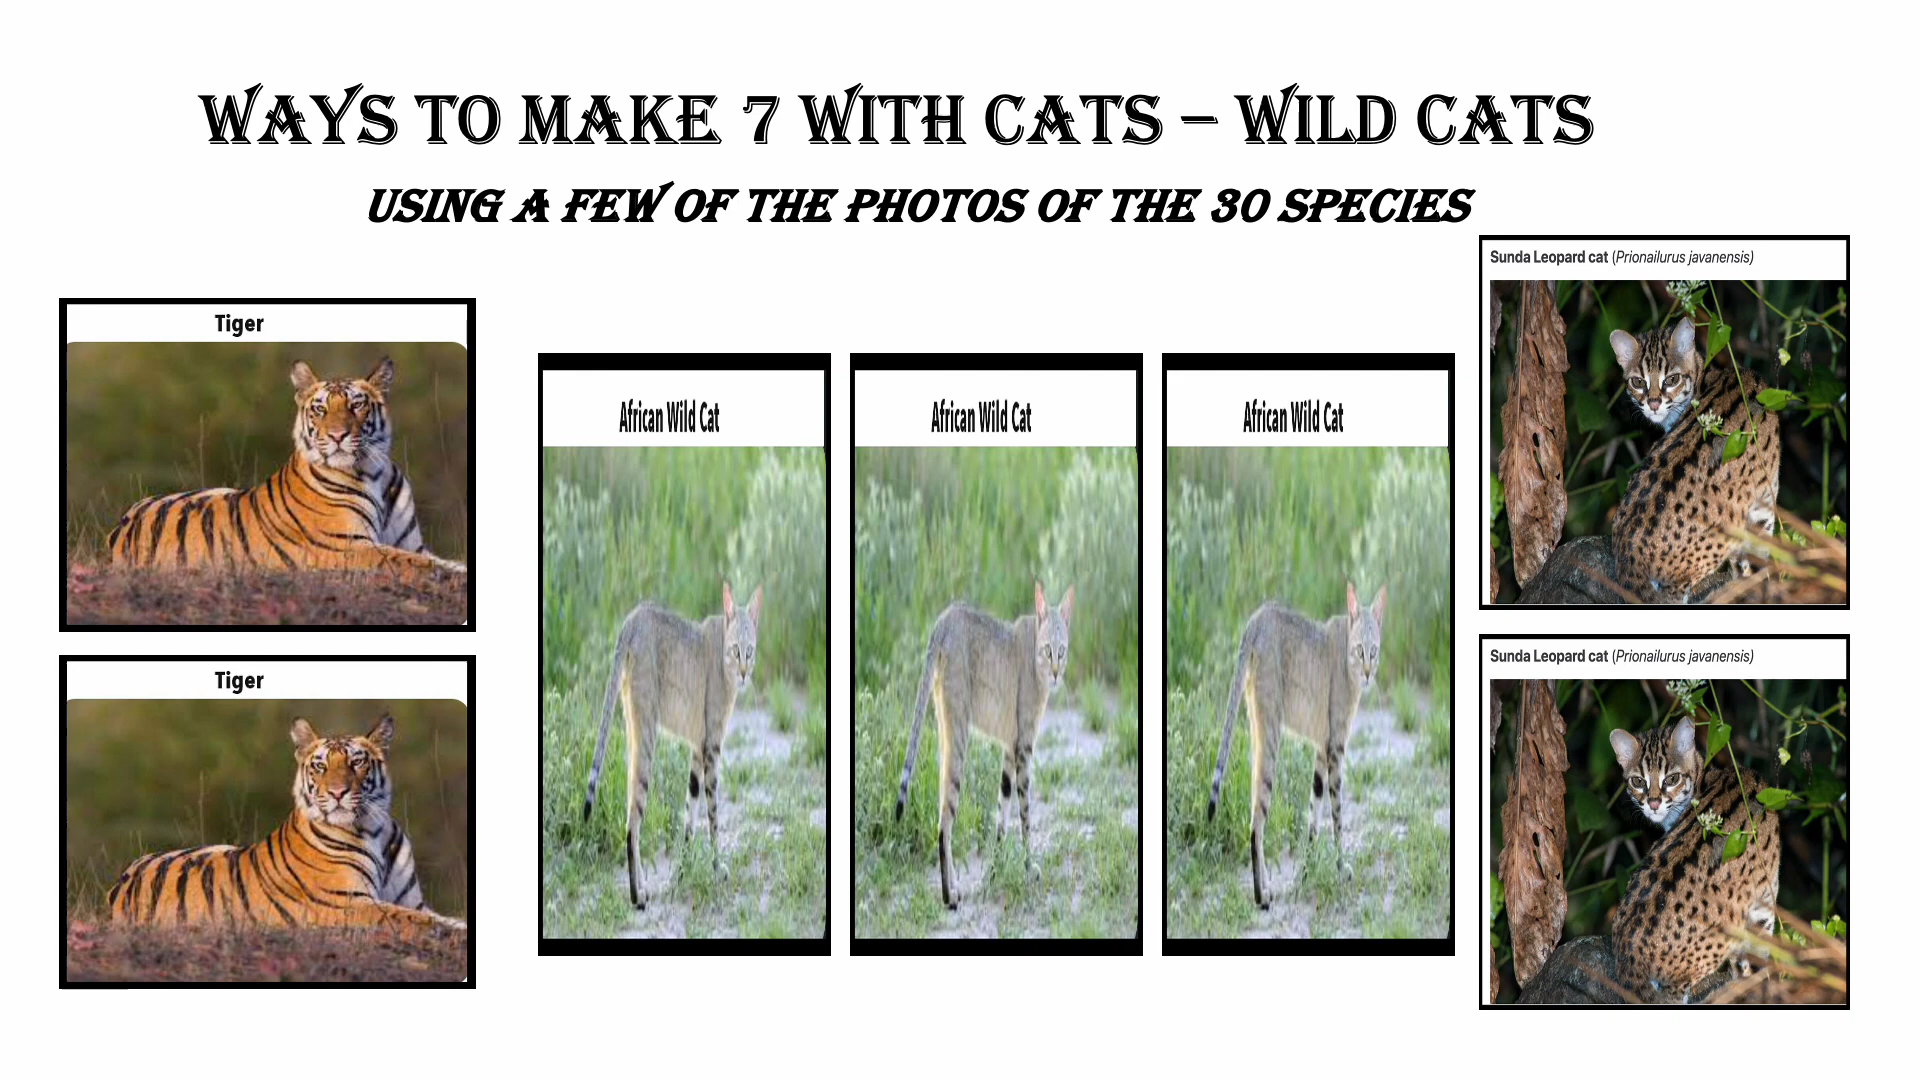 WAYS TO MAKE 7 WITH CATS – WILD CATS
USING A FEW OF THE PHOTOS OF THE 30 SPECIES
Tiger
Tiger
African Wild Cat
African Wild Cat
African Wild Cat
Sunda Leopard cat (Prionailurus javanensis)
Sunda Leopard cat (Prionailurus javanensis)